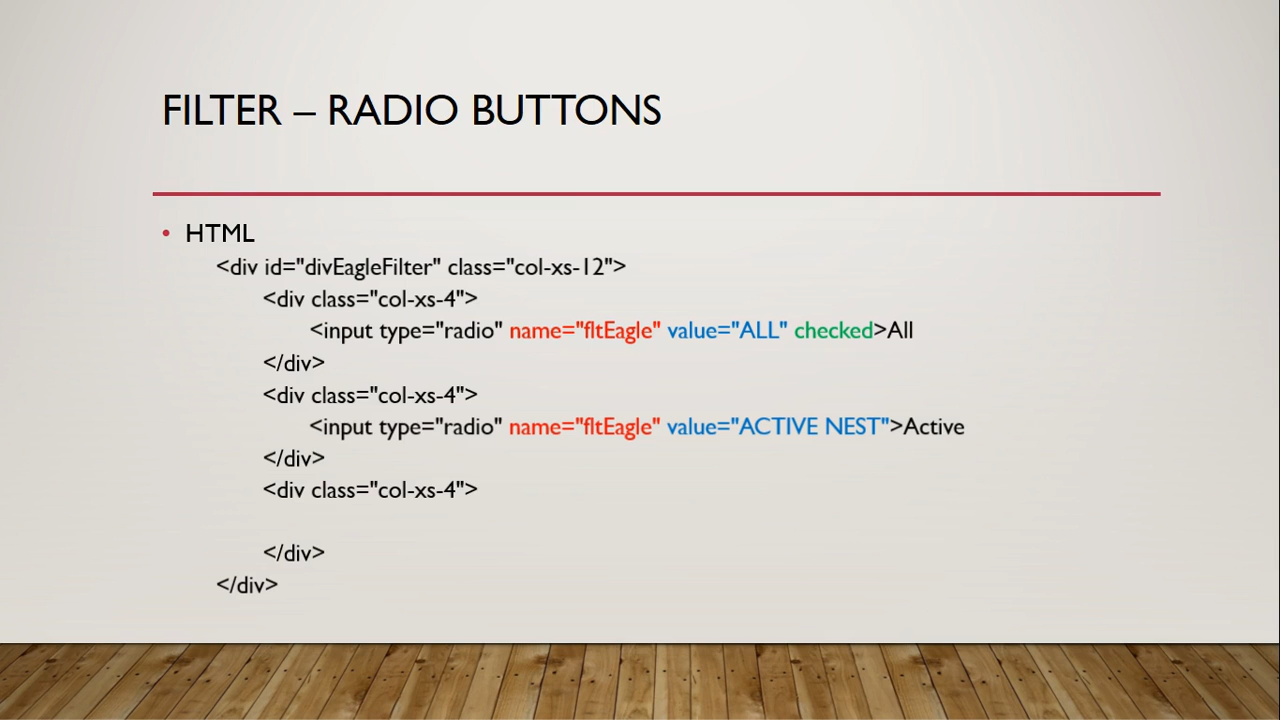 FILTER – RADIO BUTTONS
• HTML
<div id="divEagleFilter" class="col-xs-12">
<div class="col-xs-4">
<input type="radio" name="fltEagle" value="ALL" checked>All
</div>
<div class="col-xs-4">
<input type="radio" name="fltEagle" value="ACTIVE NEST">Active
</div>
<div class="col-xs-4">
</div>
</div>